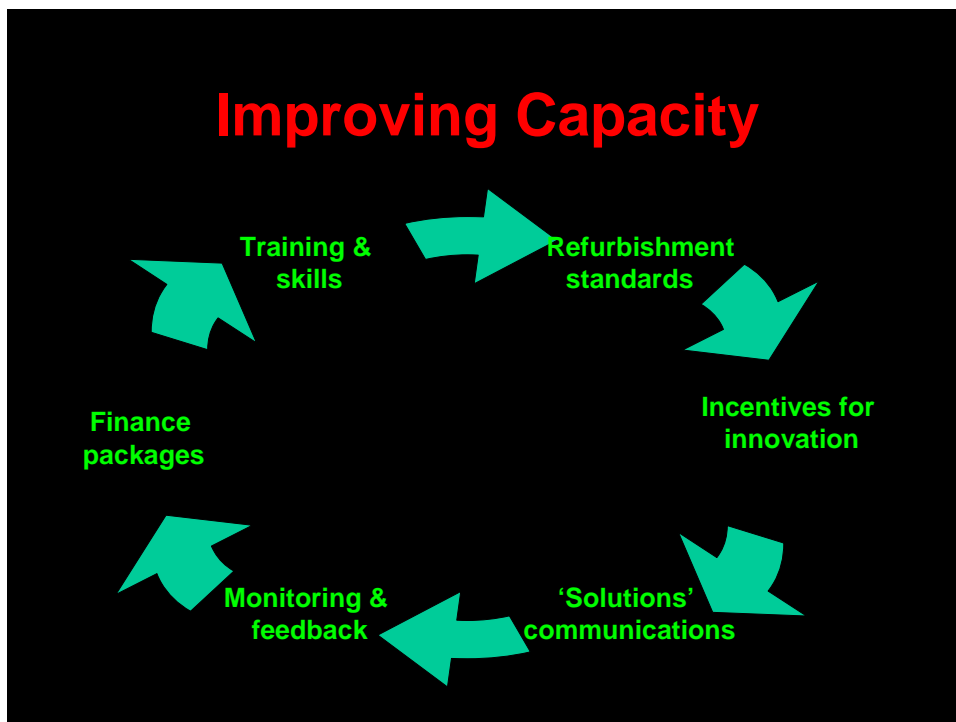 Improving Capacity
Training &
skills
Refurbishment
standards
Incentives for
innovation
‘Solutions’
communications
Monitoring &
feedback
Finance
packages